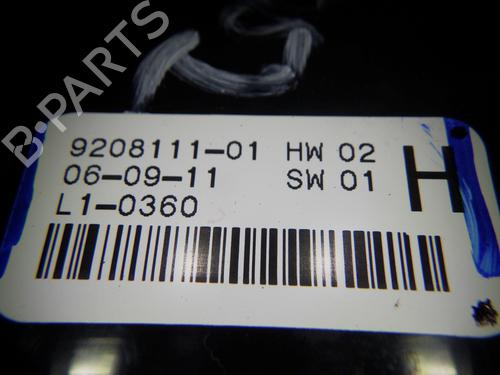 9208111-01 HW 02
06-09-11 SW 01
L1-0360
H
B-PARTS